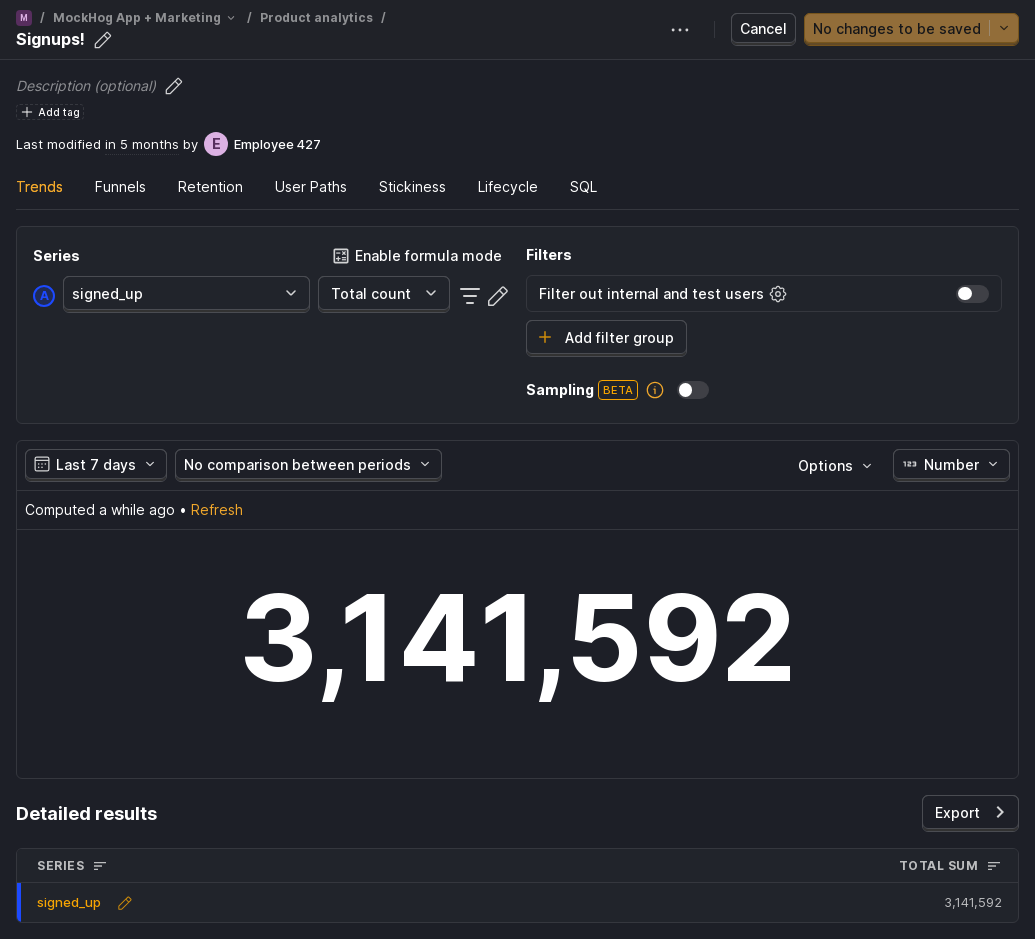 M / MockHog App + Marketing / Product analytics /
Signups!
Cancel
No changes to be saved
Description (optional)
Add tag
Last modified in 5 months by E Employee 427
Trends Funnels Retention User Paths Stickiness Lifecycle SQL
Series
Enable formula mode
Filters
A signed_up
Total count
Filter out internal and test users
Add filter group
Sampling BETA
Last 7 days
No comparison between periods
Options
123 Number
Computed a while ago • Refresh
3,141,592
Detailed results
Export
SERIES
TOTAL SUM
signed_up
3,141,592